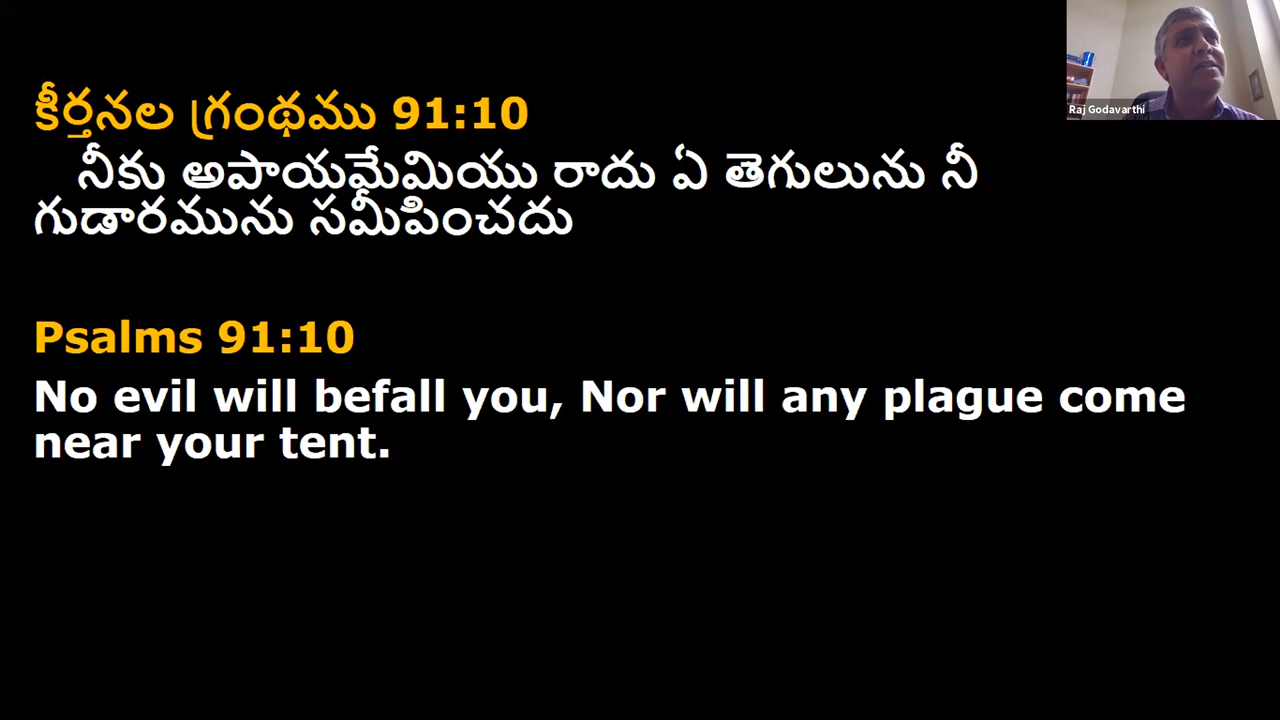 కీర్తనల గ్రంథము 91:10
నీకు అపాయమేమియు రాదు ఏ తెగులును నీ
గుడారమును సమీపించదు
Psalms 91:10
No evil will befall you, Nor will any plague come
near your tent.
Raj Godavarthi